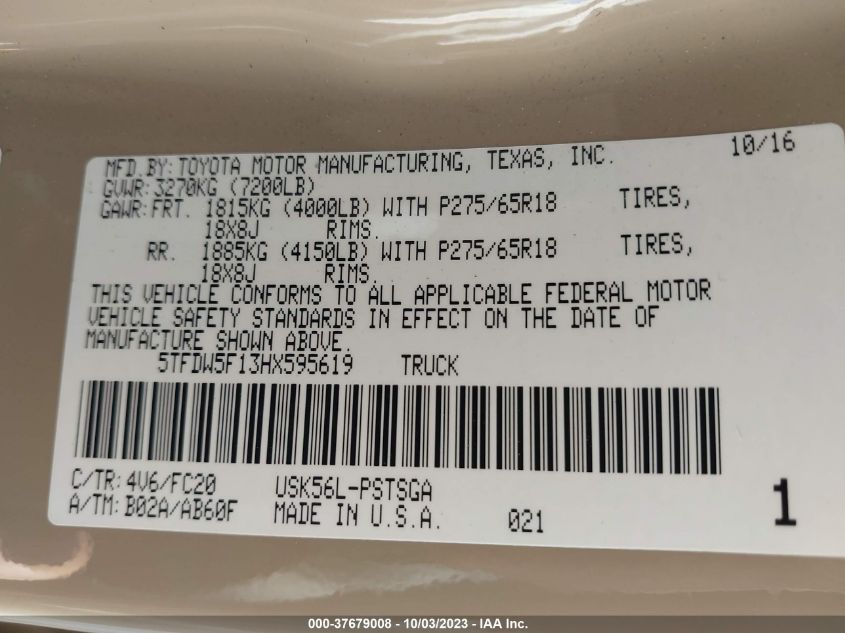 MFD.BY: TOYOTA MOTOR MANUFACTURING, TEXAS, INC. 10/16
GVWR: 3270KG (7200LB)
GAWR: FRT. 1815KG (4000LB) WITH P275/65R18 TIRES,
18X8J RIMS.
RR. 1885KG (4150LB) WITH P275/65R18 TIRES,
18X8J RIMS.
THIS VEHICLE CONFORMS TO ALL APPLICABLE FEDERAL MOTOR
VEHICLE SAFETY STANDARDS IN EFFECT ON THE DATE OF
MANUFACTURE SHOWN ABOVE.
5TFDW5F13HX595619 TRUCK
C/TR: 4V6/FC20 USK56L-PSTSGA
A/TM: B02A/AB60F MADE IN U.S.A. 021 1
000-37679008 - 10/03/2023 - IAA Inc.